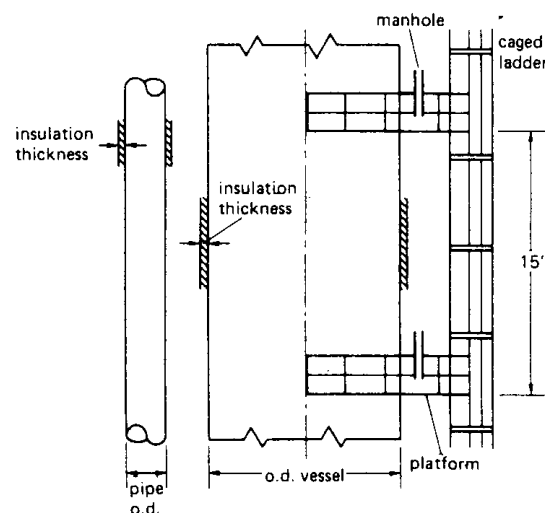 manhole
caged
ladder
insulation
thickness
insulation
thickness
15'
platform
o.d. vessel
pipe
o.d.